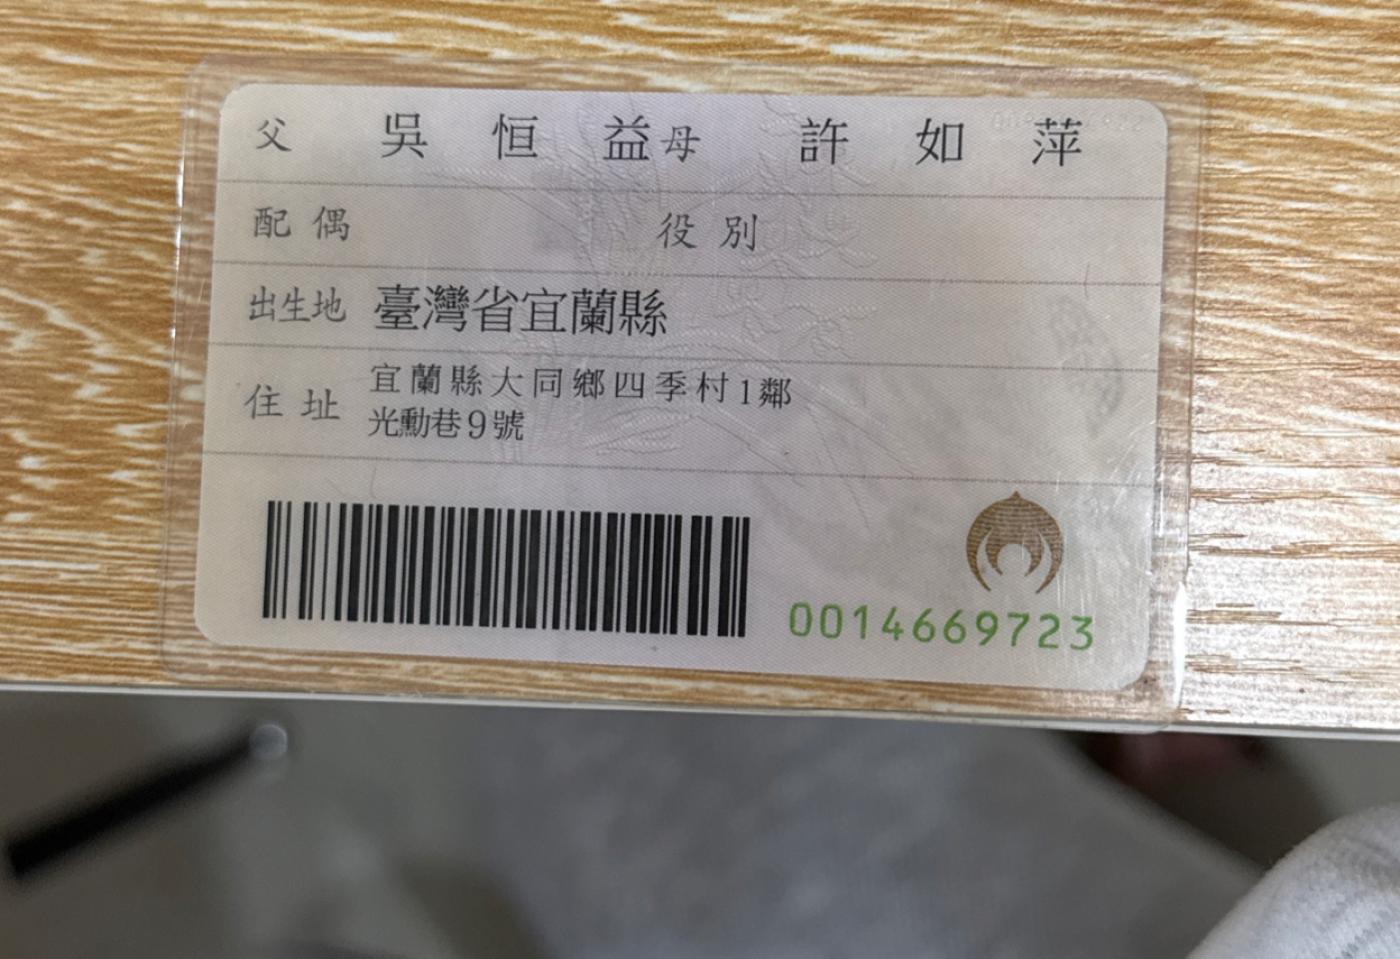 父 吳恒益 母 許如萍
配偶 役別
出生地 臺灣省宜蘭縣
住址 宜蘭縣大同鄉四季村1鄰
光勳巷9號
0014669723